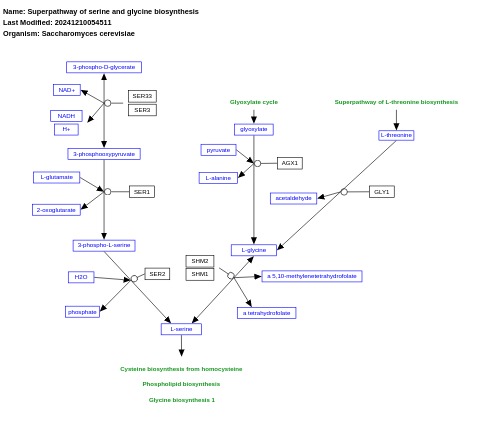 Name: Superpathway of serine and glycine biosynthesis
Last Modified: 20241210054511
Organism: Saccharomyces cerevisiae
3-phospho-D-glycerate
NAD+
SER33
SER3
NADH
H+
Glyoxylate cycle
Superpathway of L-threonine biosynthesis
glyoxylate
L-threonine
3-phosphooxypyruvate
pyruvate
AGX1
L-alanine
L-glutamate
SER1
2-oxoglutarate
acetaldehyde
GLY1
3-phospho-L-serine
L-glycine
SHM2
SHM1
H2O
SER2
a 5,10-methylenetetrahydrofolate
phosphate
a tetrahydrofolate
L-serine
Cysteine biosynthesis from homocysteine
Phospholipid biosynthesis
Glycine biosynthesis 1